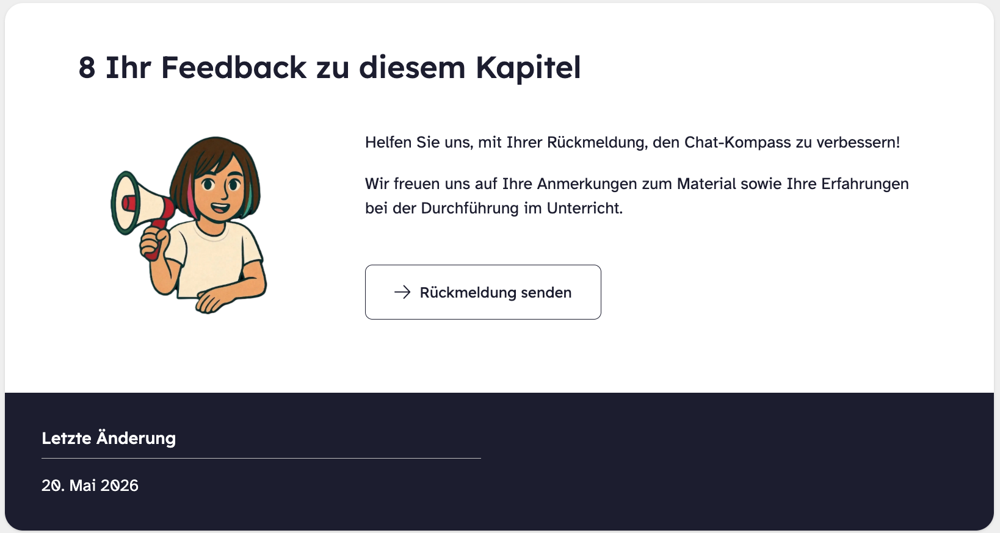 8 Ihr Feedback zu diesem Kapitel
Helfen Sie uns, mit Ihrer Rückmeldung, den Chat-Kompass zu verbessern!
Wir freuen uns auf Ihre Anmerkungen zum Material sowie Ihre Erfahrungen
bei der Durchführung im Unterricht.
→ Rückmeldung senden
Letzte Änderung
20. Mai 2026